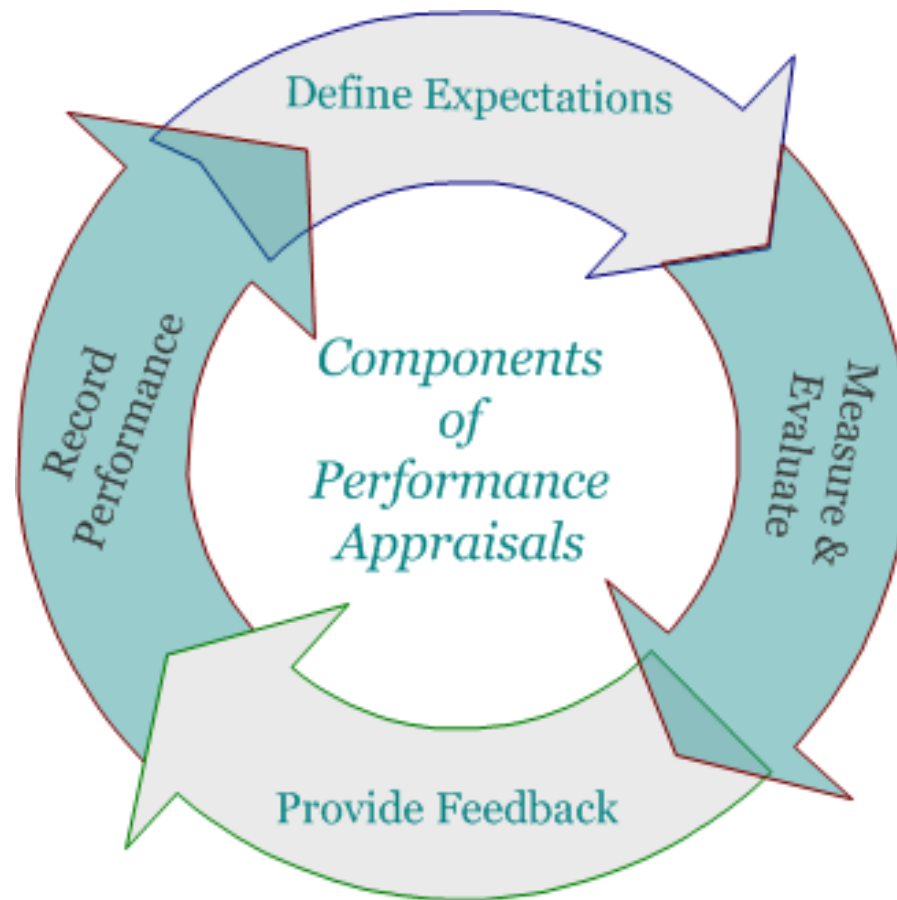 Define Expectations
Measure &
Evaluate
Provide Feedback
Record
Performance
Components
of
Performance
Appraisals